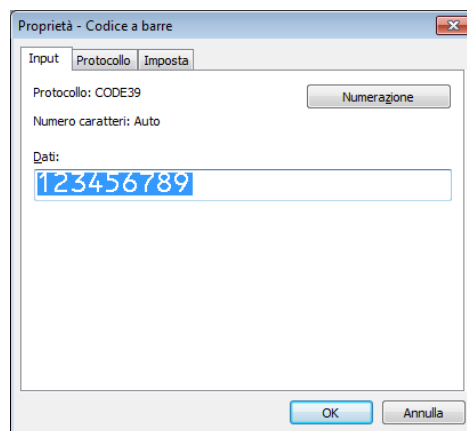 Proprietà - Codice a barre
Input Protocollo Imposta
Protocollo: CODE39 Numerazione
Numero caratteri: Auto
Dati:
123456789
OK Annulla